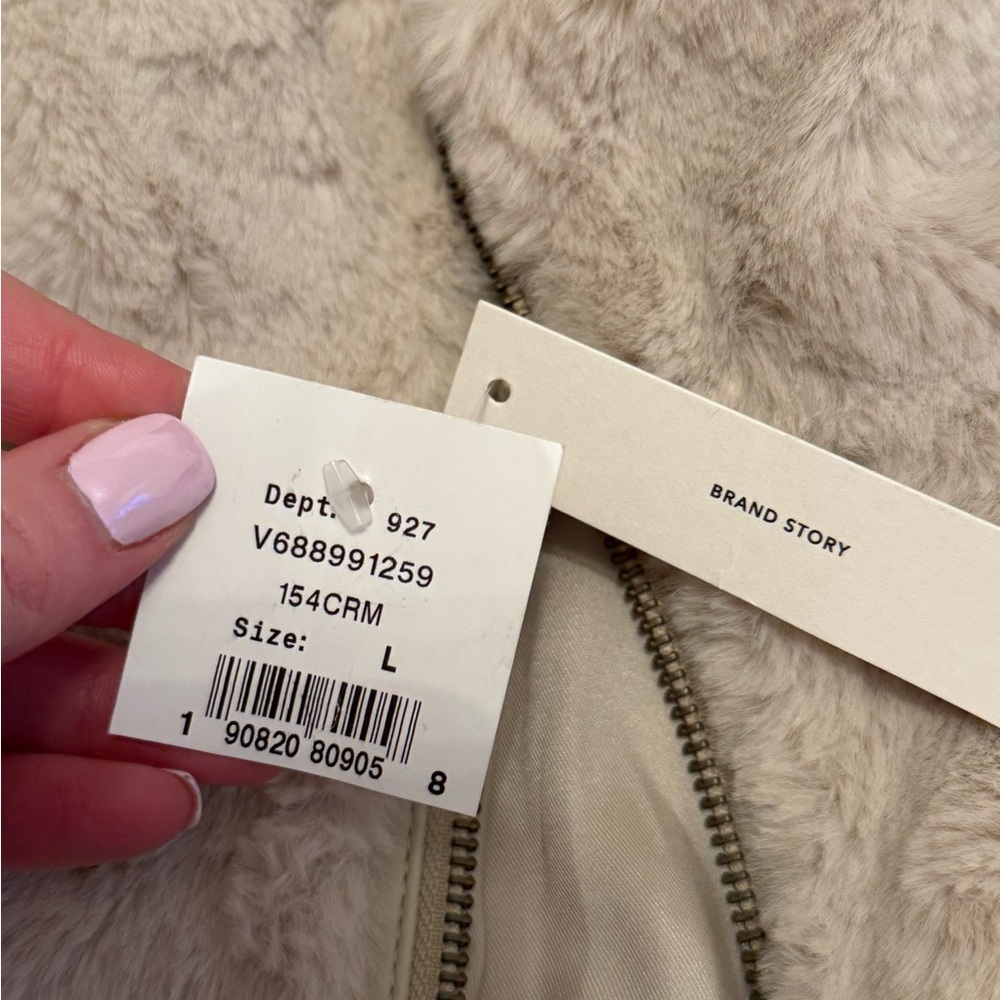 Dept. 927
V688991259
154CRM
Size: L
1 90820 80905 8
BRAND STORY